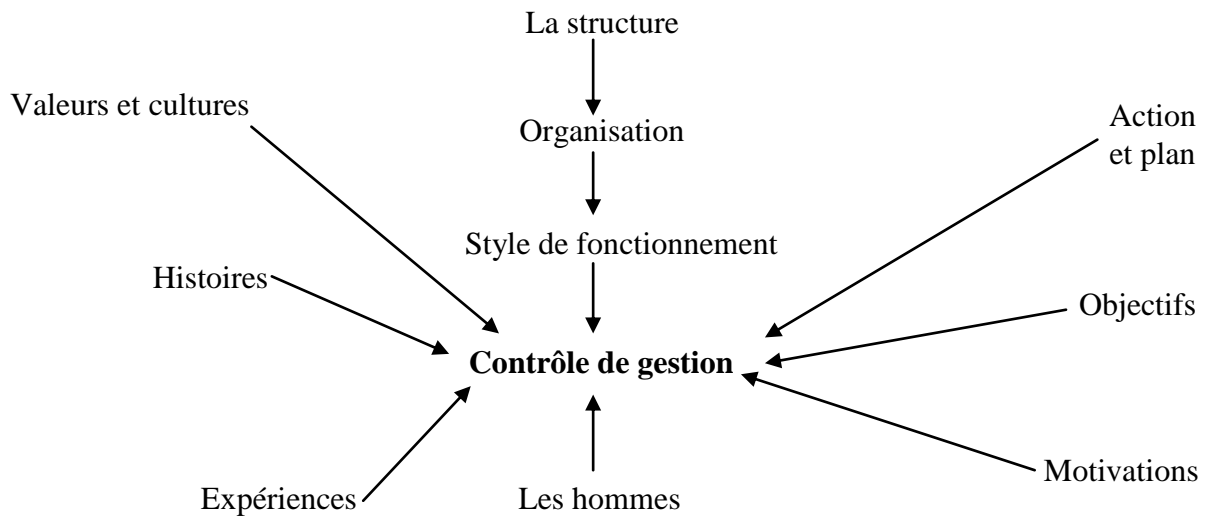 La structure
Valeurs et cultures
Organisation
Action
et plan
Style de fonctionnement
Histoires
Objectifs
Contrôle de gestion
Motivations
Expériences
Les hommes